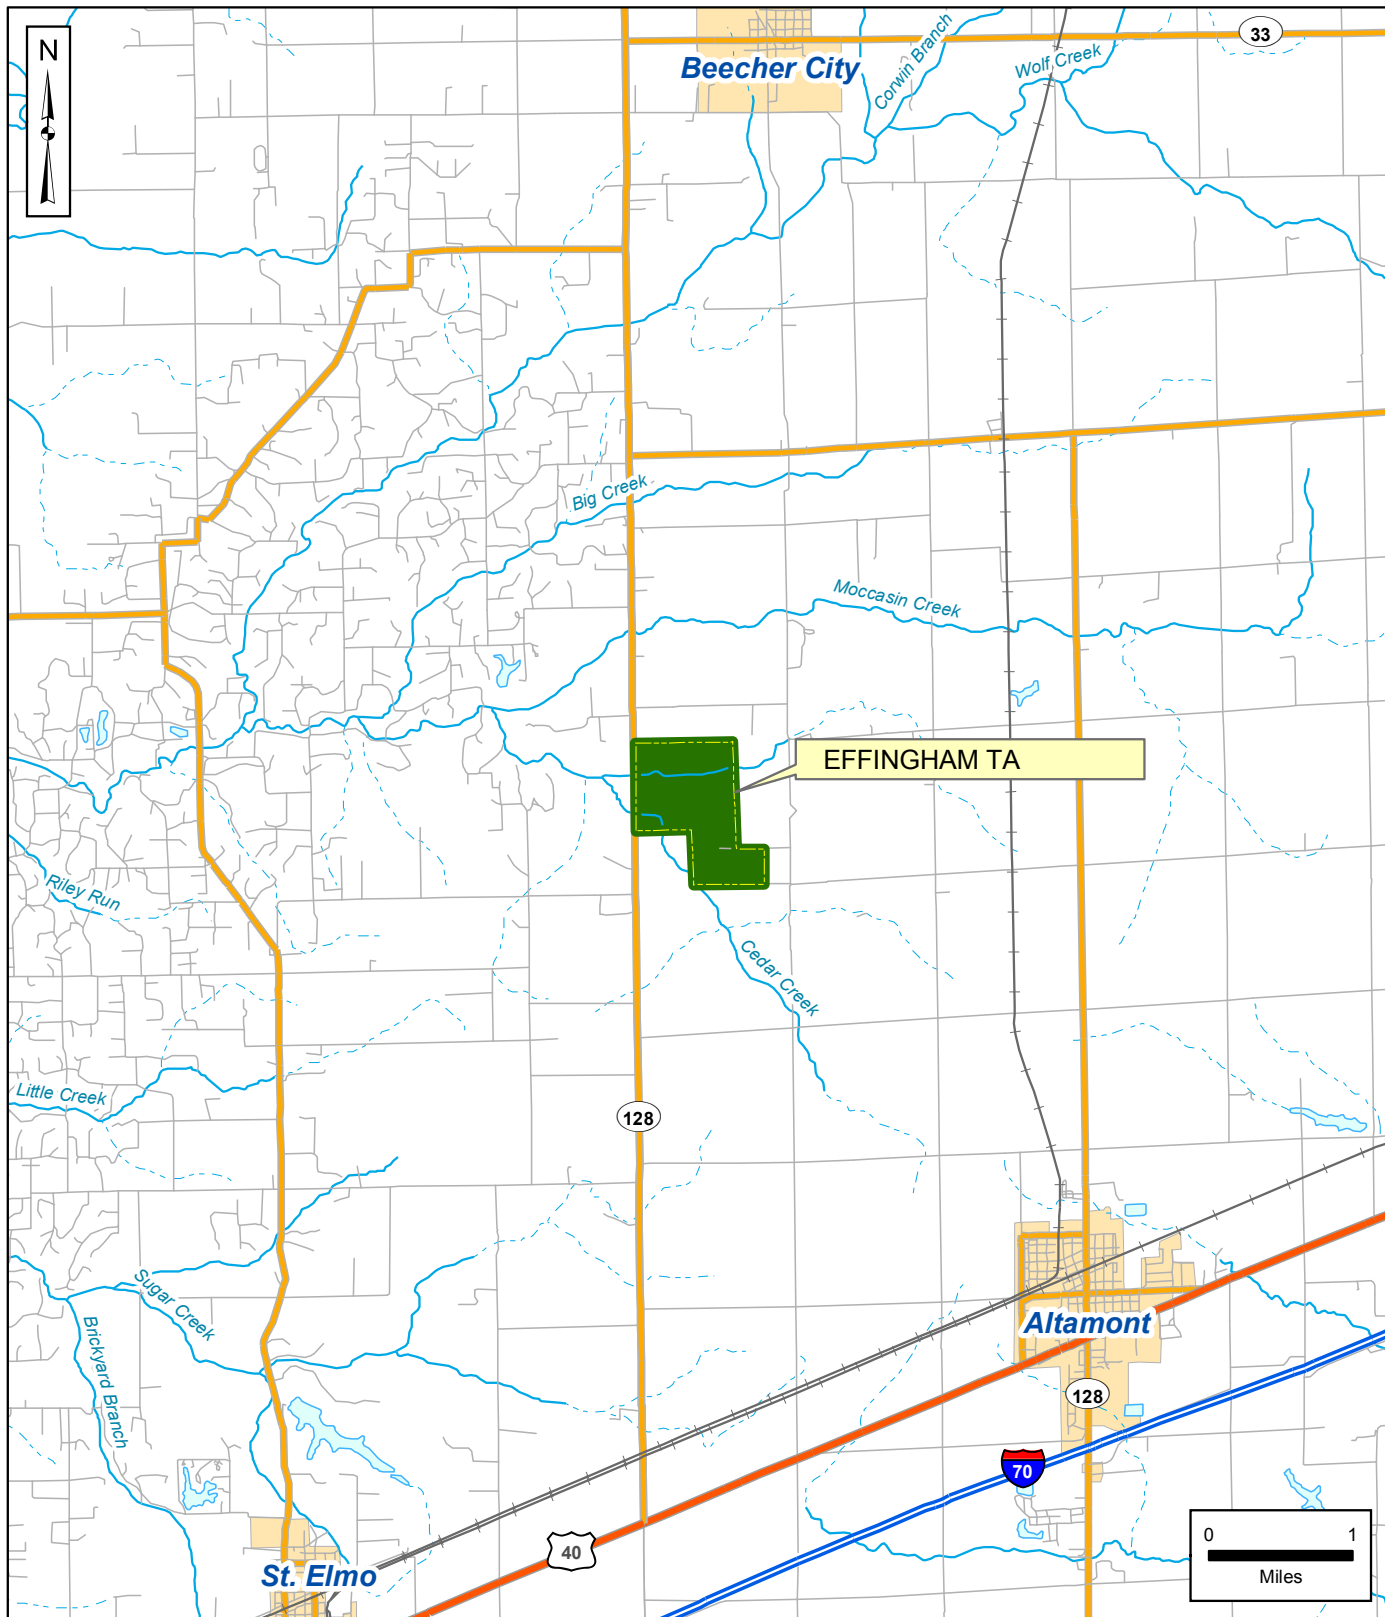 N
33
Beecher City
Corwin Branch
Wolf Creek
Big Creek
Moccasin Creek
EFFINGHAM TA
Riley Run
Cedar Creek
Little Creek
128
Sugar Creek
Brickyard Branch
Altamont
128
70
40
St. Elmo
0 1
Miles